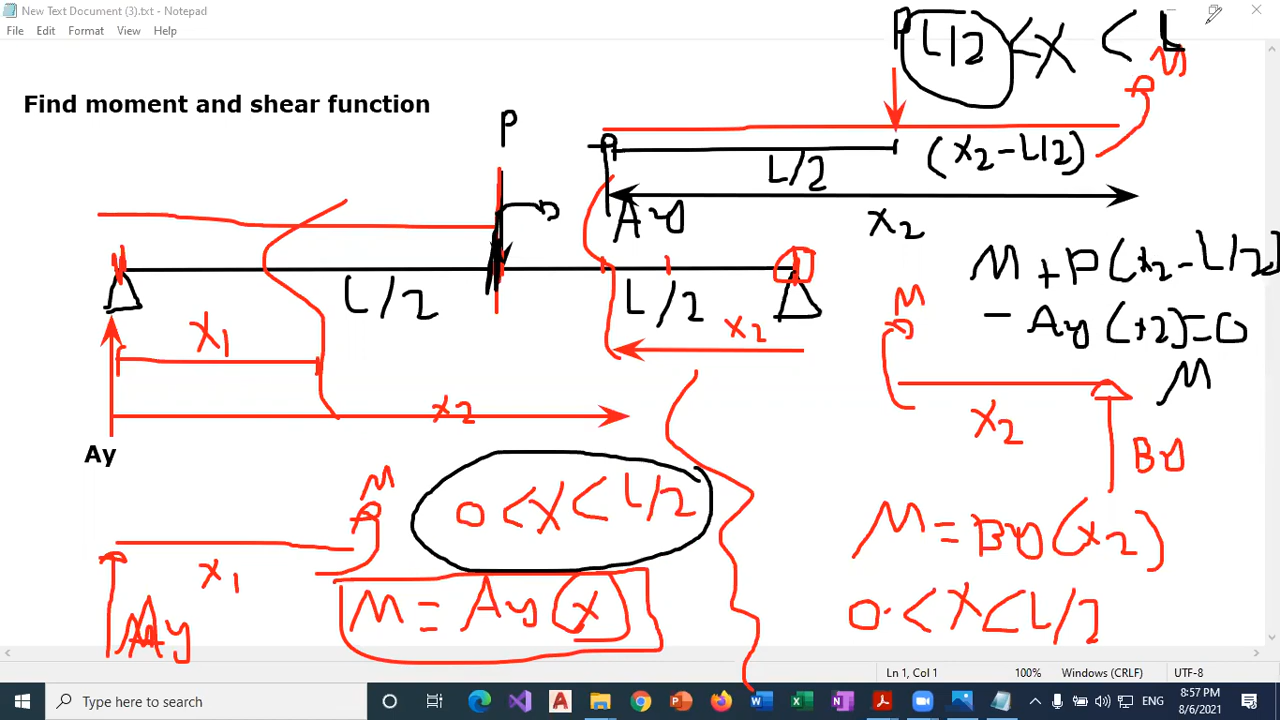 New Text Document (3).txt - Notepad
File Edit Format View Help
P L/2 < X < L
M
Find moment and shear function
P
L/2 (x2-L/2)
Ay
x2
M + P(x2-L/2)
- Ay(x2)=0
M
L/2
L/2
x1
x2
x2
Ay
M
x2
By
M
0 < X < L/2
x1
Ay
M = Ay(x)
M = By(x2)
0 < X < L/2
Ln 1, Col 1 100% Windows (CRLF) UTF-8
Type here to search
ENG
8:57 PM
8/6/2021